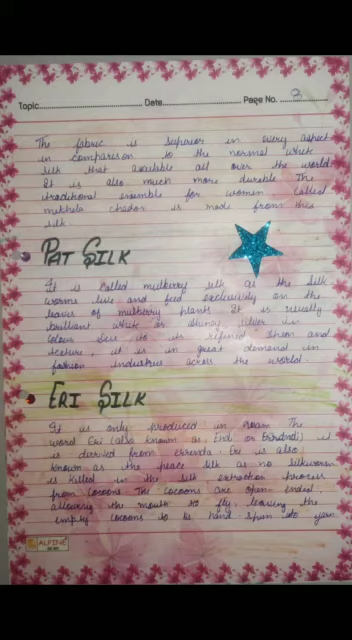 Topic Date Page No. 3
The fabric is superior in every aspect
in comparison to the normal white
silk that available all over the world
It is also much more durable The
traditional ensemble for women called
mekhela chador is made from this
silk
PAT SILK
It is called mulberry silk as the silk
worms live and feed exclusively on the
leaves of mulberry plants It is usually
brilliant white or silver in
colour Due to its refined sheen and
texture, it is in great demand in
fashion industries across the world
ERI SILK
It is only produced in Assam The
word Eri (also known as Endi or it
is derived from Eri is also
known as the peace silk as no silkworm
is killed in the silk extraction process
from cocoons The cocoons are open ended,
allowing the mouth to fly, leaving the
empty cocoons to be hand spun into yarn
ALPINE